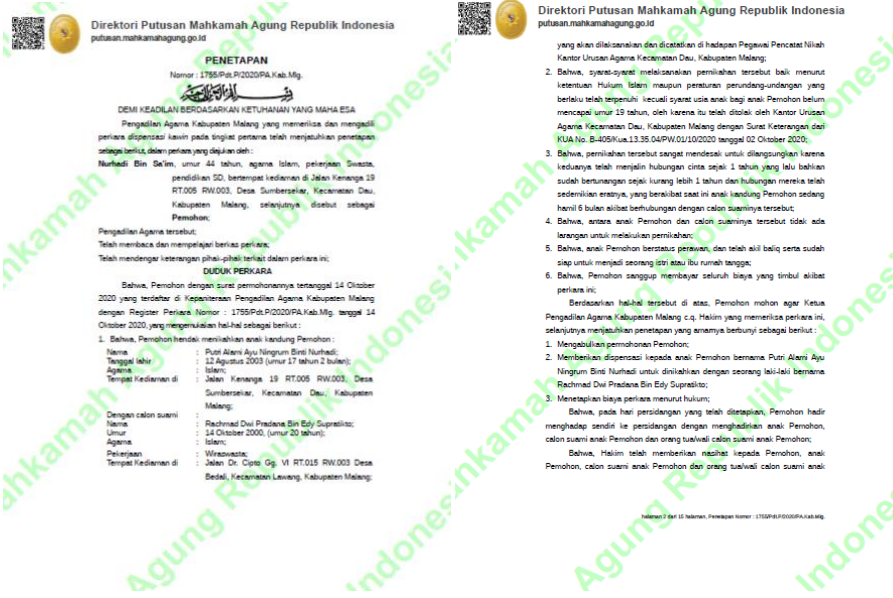 Direktori Putusan Mahkamah Agung Republik Indonesia
putusan.mahkamahagung.go.id
PENETAPAN
Nomor : 1755/Pdt.P/2020/PA.Kab.Mlg.
DEMI KEADILAN BERDASARKAN KETUHANAN YANG MAHA ESA
Pengadilan Agama Kabupaten Malang yang memeriksa dan mengadili
perkara dispensasi kawin pada tingkat pertama telah menjatuhkan penetapan
sebagai berikut, dalam perkara yang diajukan oleh :
Nurhadi Bin Sa'im, umur 44 tahun, agama Islam, pekerjaan Swasta,
pendidikan SD, bertempat kediaman di Jalan Kenanga 19
RT.005 RW.003, Desa Sumbersekar, Kecamatan Dau,
Kabupaten Malang, selanjutnya disebut sebagai
Pemohon;
Pengadilan Agama tersebut;
Telah membaca dan mempelajari berkas perkara;
Telah mendengar keterangan pihak-pihak terkait dalam perkara ini;
DUDUK PERKARA
Bahwa, Pemohon dengan surat permohonannya tertanggal 14 Oktober
2020 yang terdaftar di Kepaniteraan Pengadilan Agama Kabupaten Malang
dengan Register Perkara Nomor : 1755/Pdt.P/2020/PA.Kab.Mlg. tanggal 14
Oktober 2020, yang mengemukakan hal-hal sebagai berikut :
1. Bahwa, Pemohon hendak menikahkan anak kandung Pemohon :
Nama : Putri Alami Ayu Ningrum Binti Nurhadi;
Tanggal lahir : 12 Agustus 2003 (umur 17 tahun 2 bulan);
Agama : Islam;
Tempat Kediaman di : Jalan Kenanga 19 RT.005 RW.003, Desa
Sumbersekar, Kecamatan Dau, Kabupaten
Malang;
Dengan calon suami :
Nama : Rachmad Dwi Pradana Bin Edy Supratikto;
Umur : 14 Oktober 2000, (umur 20 tahun);
Agama : Islam;
Pekerjaan : Wiraswasta;
Tempat Kediaman di : Jalan Dr. Cipto Gg. VI RT.015 RW.003 Desa
Bedali, Kecamatan Lawang, Kabupaten Malang;
Direktori Putusan Mahkamah Agung Republik Indonesia
putusan.mahkamahagung.go.id
yang akan dilaksanakan dan dicatatkan di hadapan Pegawai Pencatat Nikah
Kantor Urusan Agama Kecamatan Dau, Kabupaten Malang;
2. Bahwa, syarat-syarat melaksanakan pernikahan tersebut baik menurut
ketentuan Hukum Islam maupun peraturan perundang-undangan yang
berlaku telah terpenuhi kecuali syarat usia anak bagi anak Pemohon belum
mencapai umur 19 tahun, oleh karena itu telah ditolak oleh Kantor Urusan
Agama Kecamatan Dau, Kabupaten Malang dengan Surat Keterangan dari
KUA No. B-405/Kua.13.35.04/PW.01/10/2020 tanggal 02 Oktober 2020;
3. Bahwa, pernikahan tersebut sangat mendesak untuk dilangsungkan karena
keduanya telah menjalin hubungan cinta sejak 1 tahun yang lalu bahkan
sudah bertunangan sejak kurang lebih 1 tahun dan hubungan mereka telah
sedemikian eratnya, yang berakibat saat ini anak kandung Pemohon sedang
hamil 6 bulan akibat berhubungan dengan calon suaminya tersebut;
4. Bahwa, antara anak Pemohon dan calon suaminya tersebut tidak ada
larangan untuk melakukan pernikahan;
5. Bahwa, anak Pemohon berstatus perawan, dan telah akil baliq serta sudah
siap untuk menjadi seorang istri atau ibu rumah tangga;
6. Bahwa, Pemohon sanggup membayar seluruh biaya yang timbul akibat
perkara ini;
Berdasarkan hal-hal tersebut di atas, Pemohon mohon agar Ketua
Pengadilan Agama Kabupaten Malang c.q. Hakim yang memeriksa perkara ini,
selanjutnya menjatuhkan penetapan yang amarnya berbunyi sebagai berikut :
1. Mengabulkan permohonan Pemohon;
2. Memberikan dispensasi kepada anak Pemohon bernama Putri Alami Ayu
Ningrum Binti Nurhadi untuk dinikahkan dengan seorang laki-laki bernama
Rachmad Dwi Pradana Bin Edy Supratikto;
3. Menetapkan biaya perkara menurut hukum;
Bahwa, pada hari persidangan yang telah ditetapkan, Pemohon hadir
menghadap sendiri ke persidangan dengan menghadirkan anak Pemohon,
calon suami anak Pemohon dan orang tua/wali calon suami anak Pemohon;
Bahwa, Hakim telah memberikan nasihat kepada Pemohon, anak
Pemohon, calon suami anak Pemohon dan orang tua/wali calon suami anak
halaman 2 dari 15 halaman, Penetapan Nomor : 1755/Pdt.P/2020/PA.Kab.Mlg.